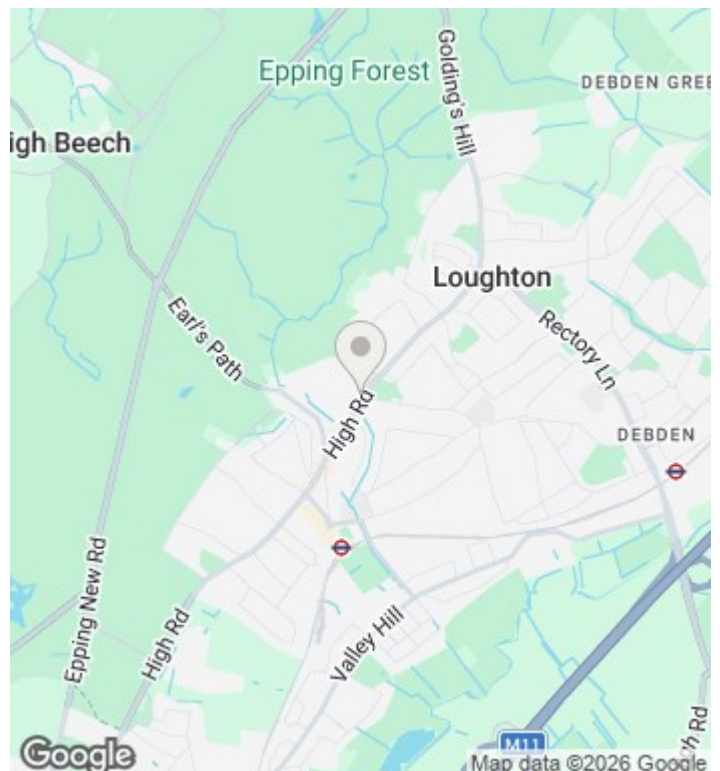 Golding's Hill
Epping Forest
DEBDEN GREE
igh Beech
Loughton
Earl's Path
Rectory Ln
High Rd
DEBDEN
Epping New Rd
High Rd
Valley Hill
ch Rd
M11
Google
Map data ©2026 Google